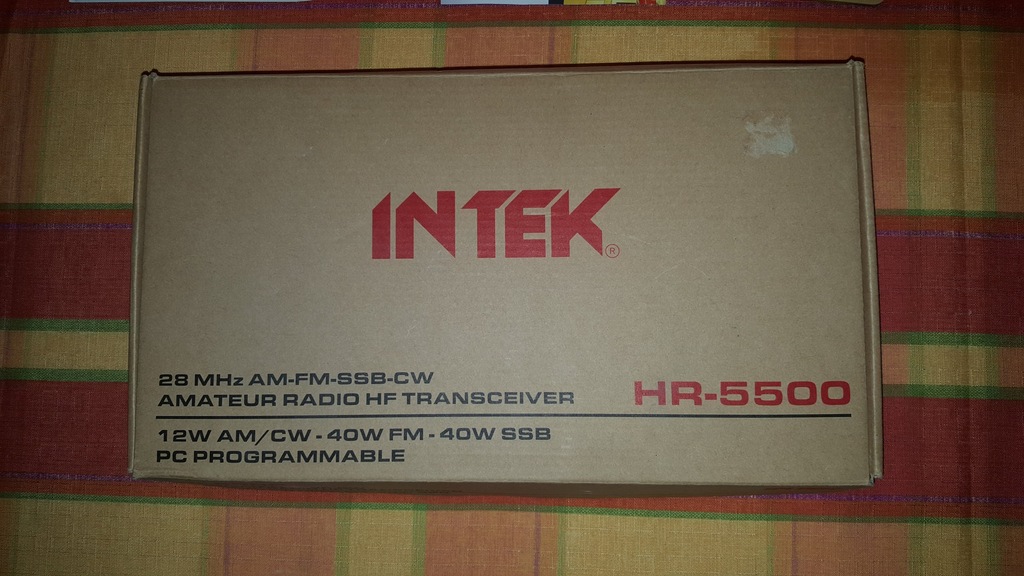 INTEK®
28 MHz AM-FM-SSB-CW
AMATEUR RADIO HF TRANSCEIVER
HR-5500
12W AM/CW - 40W FM - 40W SSB
PC PROGRAMMABLE